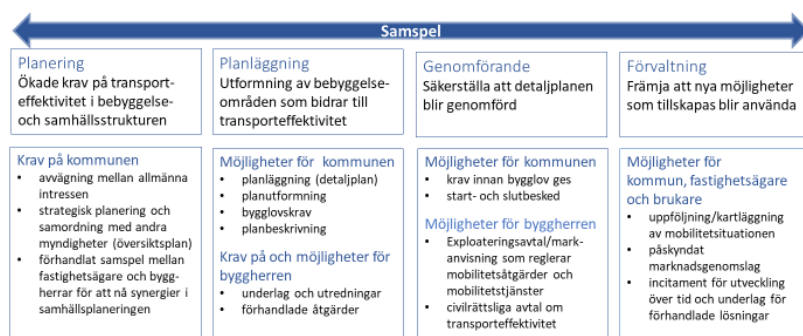 Samspel
Planering
Ökade krav på transport-
effektivitet i bebyggelse-
och samhällsstrukturen
Planläggning
Utformning av bebyggelse-
områden som bidrar till
transporteffektivitet
Genomförande
Säkerställa att detaljplanen
blir genomförd
Förvaltning
Främja att nya möjligheter
som tillskapas blir använda
Krav på kommunen
• avvägning mellan allmänna
intressen
• strategisk planering och
samordning med andra
myndigheter (översiktsplan)
• förhandlat samspel mellan
fastighetsägare och bygg-
herrar för att nå synergier i
samhällsplaneringen
Möjligheter för kommunen
• planläggning (detaljplan)
• planutformning
• bygglovskrav
• planbeskrivning
Krav på och möjligheter för
byggherren
• underlag och utredningar
• förhandlade åtgärder
Möjligheter för kommunen
• krav innan bygglov ges
• start- och slutbesked
Möjligheter för byggherren
• Exploateringsavtal/mark-
anvisning som reglerar
mobilitetsåtgärder och
mobilitetstjänster
• civilrättsliga avtal om
transporteffektivitet
Möjligheter för
kommun, fastighetsägare
och brukare
• uppföljning/kartläggning
av mobilitetsituationen
• påskyndat
marknadsgenomslag
• incitament för utveckling
över tid och underlag för
förhandlade lösningar